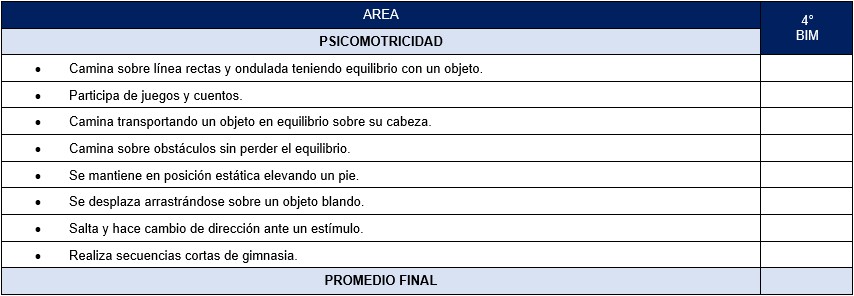 AREA
4°
BIM
PSICOMOTRICIDAD
• Camina sobre línea rectas y ondulada teniendo equilibrio con un objeto.
• Participa de juegos y cuentos.
• Camina transportando un objeto en equilibrio sobre su cabeza.
• Camina sobre obstáculos sin perder el equilibrio.
• Se mantiene en posición estática elevando un pie.
• Se desplaza arrastrándose sobre un objeto blando.
• Salta y hace cambio de dirección ante un estímulo.
• Realiza secuencias cortas de gimnasia.
PROMEDIO FINAL